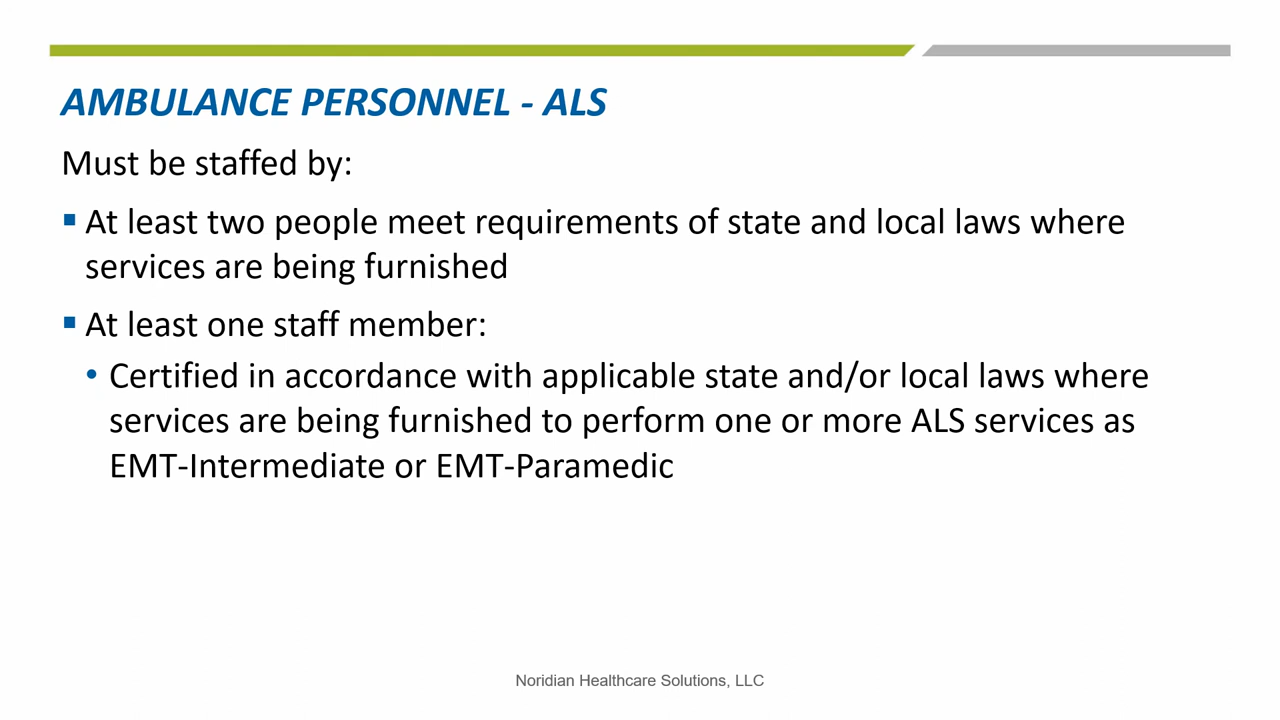 AMBULANCE PERSONNEL - ALS
Must be staffed by:
▪ At least two people meet requirements of state and local laws where
services are being furnished
▪ At least one staff member:
• Certified in accordance with applicable state and/or local laws where
services are being furnished to perform one or more ALS services as
EMT-Intermediate or EMT-Paramedic
Noridian Healthcare Solutions, LLC